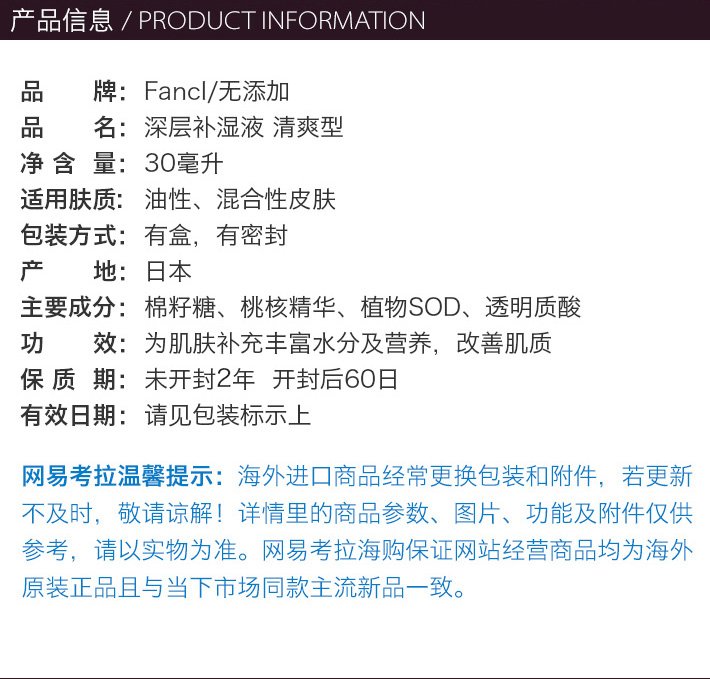 产品信息 / PRODUCT INFORMATION
品 牌： Fancl/无添加
品 名： 深层补湿液 清爽型
净 含 量： 30毫升
适用肤质： 油性、混合性皮肤
包装方式： 有盒，有密封
产 地： 日本
主要成分： 棉籽糖、桃核精华、植物SOD、透明质酸
功 效： 为肌肤补充丰富水分及营养，改善肌质
保 质 期： 未开封2年 开封后60日
有效日期： 请见包装标示上
网易考拉温馨提示：海外进口商品经常更换包装和附件，若更新
不及时，敬请谅解！详情里的商品参数、图片、功能及附件仅供
参考，请以实物为准。网易考拉海购保证网站经营商品均为海外
原装正品且与当下市场同款主流新品一致。